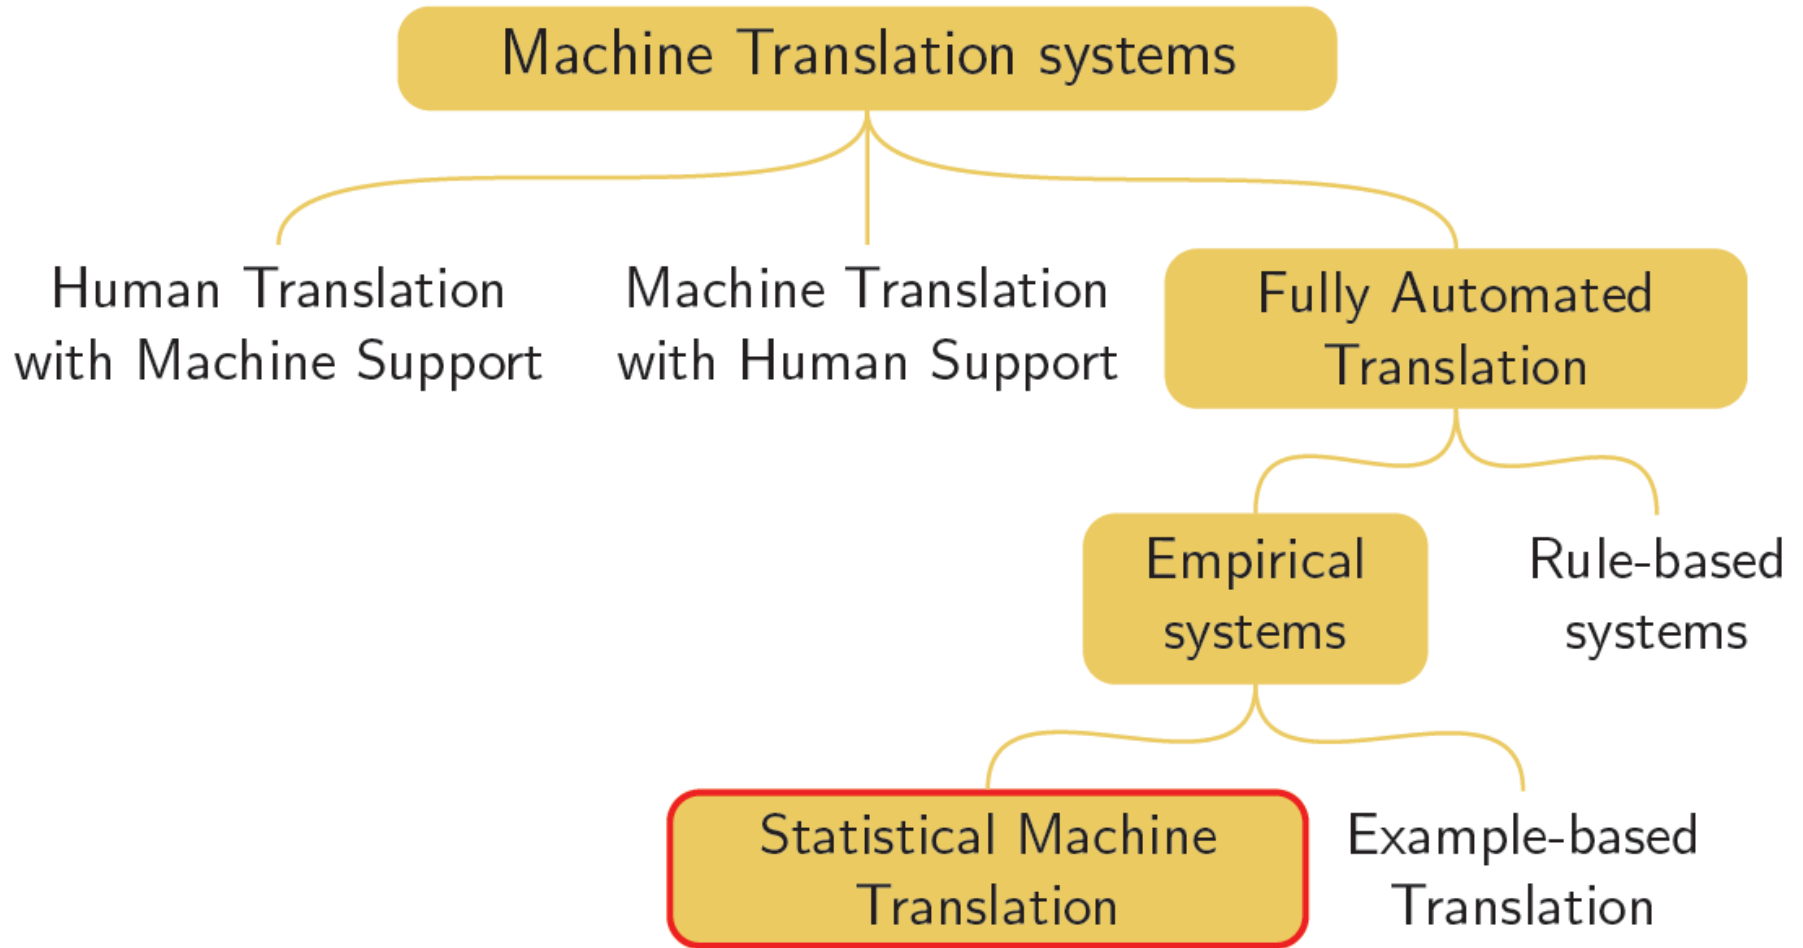 Machine Translation systems
Human Translation
with Machine Support
Machine Translation
with Human Support
Fully Automated
Translation
Empirical
systems
Rule-based
systems
Statistical Machine
Translation
Example-based
Translation